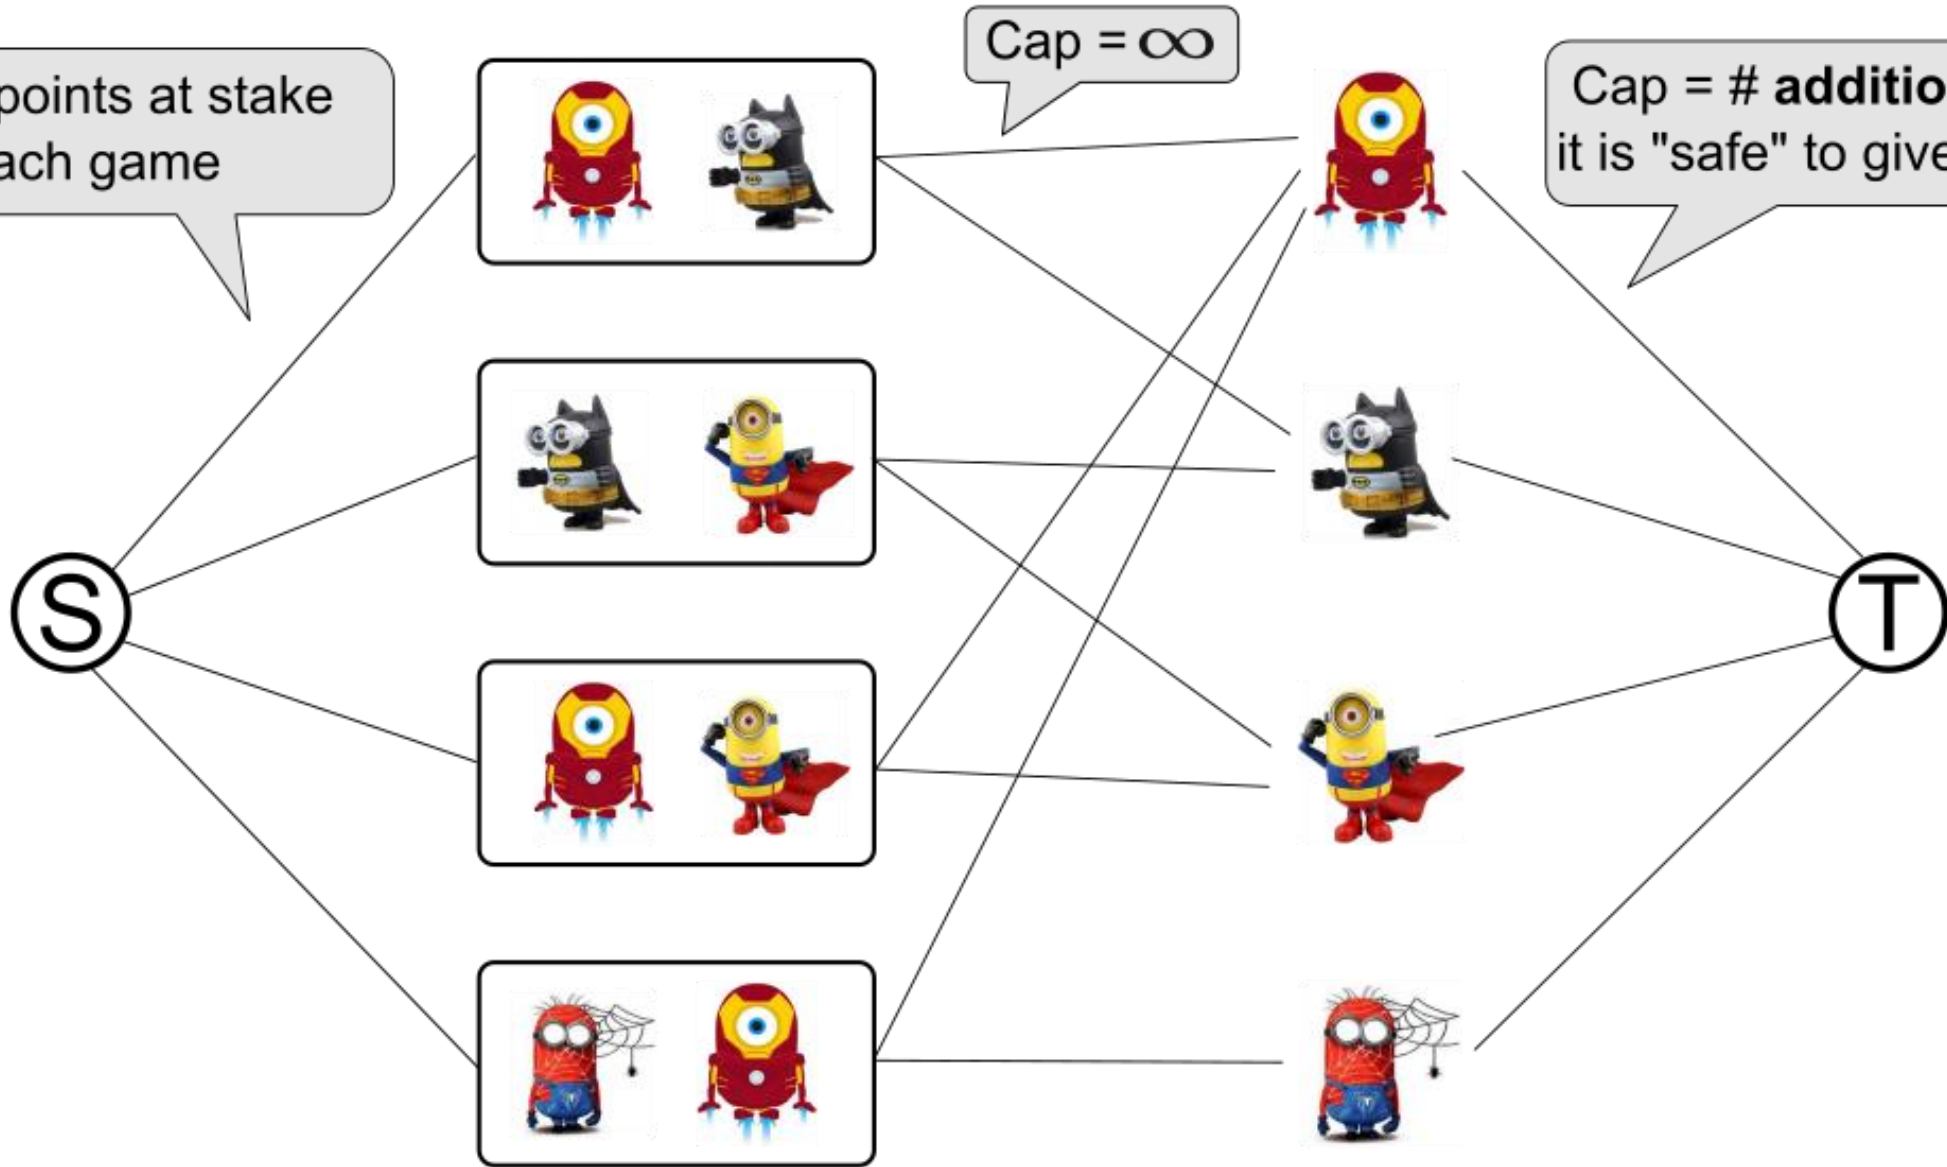 points at stake
ach game
Cap = ∞
Cap = # additio
it is "safe" to give
S
T